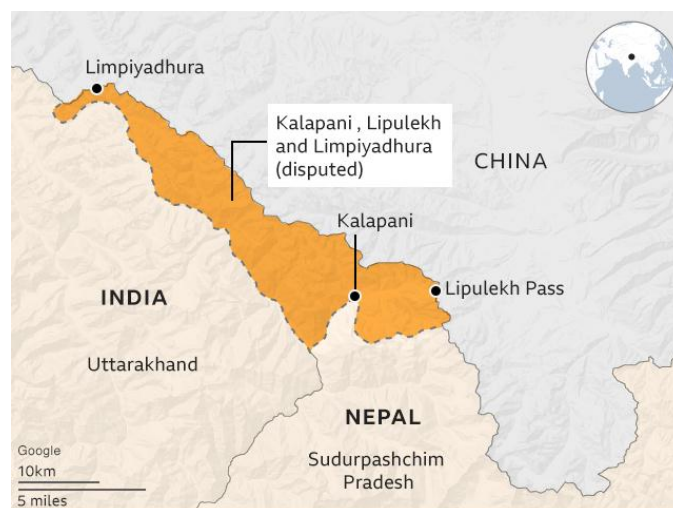 Limpiyadhura
Kalapani , Lipulekh
and Limpiyadhura
(disputed)
CHINA
Kalapani
Lipulekh Pass
INDIA
Uttarakhand
NEPAL
Sudurpashchim
Pradesh
Google
10km
5 miles